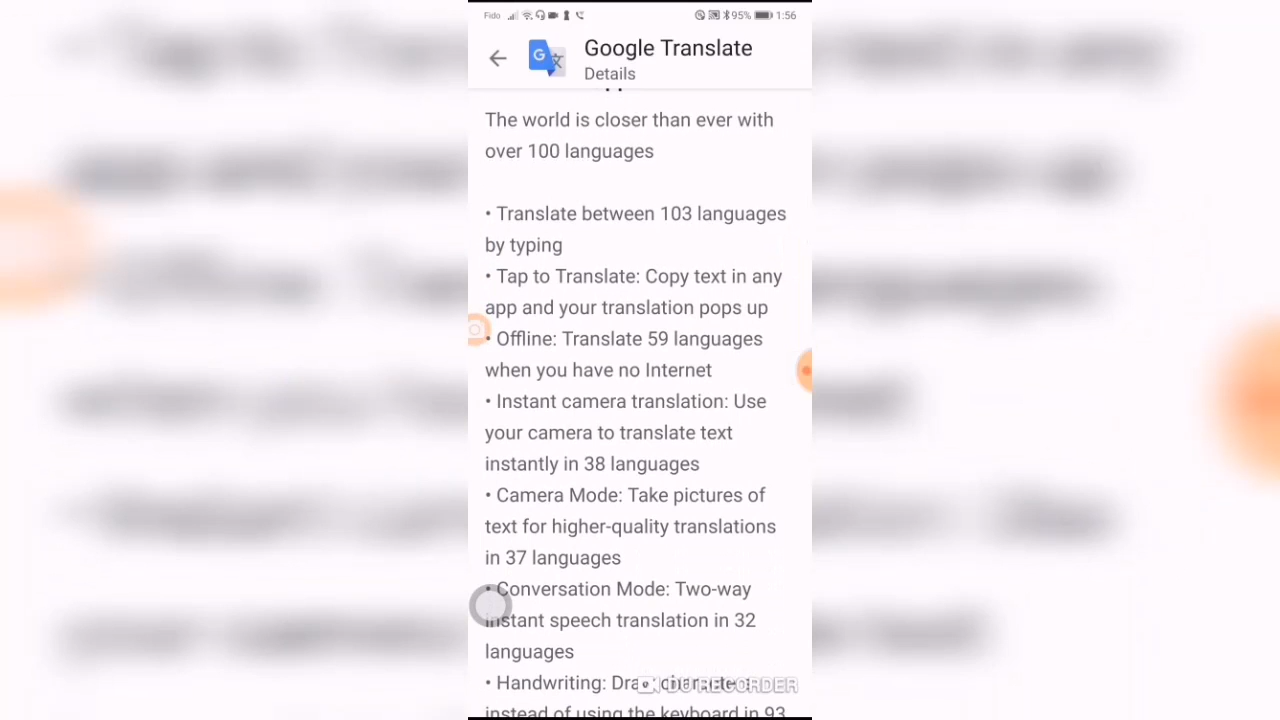 Fido 95% 1:56
Google Translate
Details
The world is closer than ever with
over 100 languages
• Translate between 103 languages
by typing
• Tap to Translate: Copy text in any
app and your translation pops up
• Offline: Translate 59 languages
when you have no Internet
• Instant camera translation: Use
your camera to translate text
instantly in 38 languages
• Camera Mode: Take pictures of
text for higher-quality translations
in 37 languages
• Conversation Mode: Two-way
instant speech translation in 32
languages
• Handwriting: Draw characters
DU RECORDER
instead of using the keyboard in 93